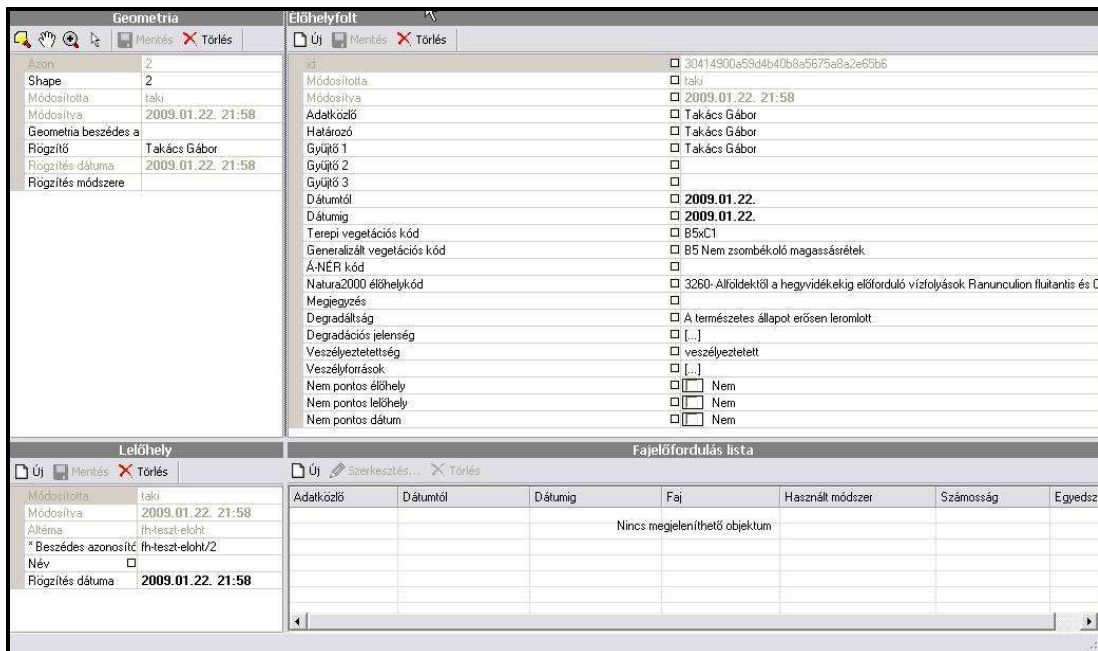 Geometria
Mentés Törlés
Azon 2
Shape 2
Módosította taki
Módosítva 2009.01.22. 21:58
Geometria beszédes a
Rögzítő Takács Gábor
Rögzítés dátuma 2009.01.22. 21:58
Rögzítés módszere
Élőhelyfolt
Új Mentés Törlés
id 30414900a59d4b40b8a5675a8a2e65b6
Módosította taki
Módosítva 2009.01.22. 21:58
Adatközlő Takács Gábor
Határozó Takács Gábor
Gyűjtő 1 Takács Gábor
Gyűjtő 2
Gyűjtő 3
Dátumtól 2009.01.22.
Dátumig 2009.01.22.
Terepi vegetációs kód B5xC1
Generalizált vegetációs kód B5 Nem zsombékoló magassásrétek
Á-NÉR kód
Natura2000 élőhelykód 3260- Alföldektől a hegyvidékekig előforduló vízfolyások Ranunculion fluitantis és
Megjegyzés
Degradáltság A természetes állapot erősen leromlott
Degradációs jelenség [...]
Veszélyeztetettség veszélyeztetett
Veszélyforrások [...]
Nem pontos élőhely Nem
Nem pontos lelőhely Nem
Nem pontos dátum Nem
Lelőhely
Új Mentés Törlés
Módosította taki
Módosítva 2009.01.22. 21:58
Altéma fh-teszt-eloht
* Beszédes azonosító fh-teszt-eloht/2
Név
Rögzítés dátuma 2009.01.22. 21:58
Fajelőfordulás lista
Új Szerkesztés... Törlés
Adatközlő Dátumtól Dátumig Faj Használt módszer Számosság Egyedsz
Nincs megjeleníthető objektum